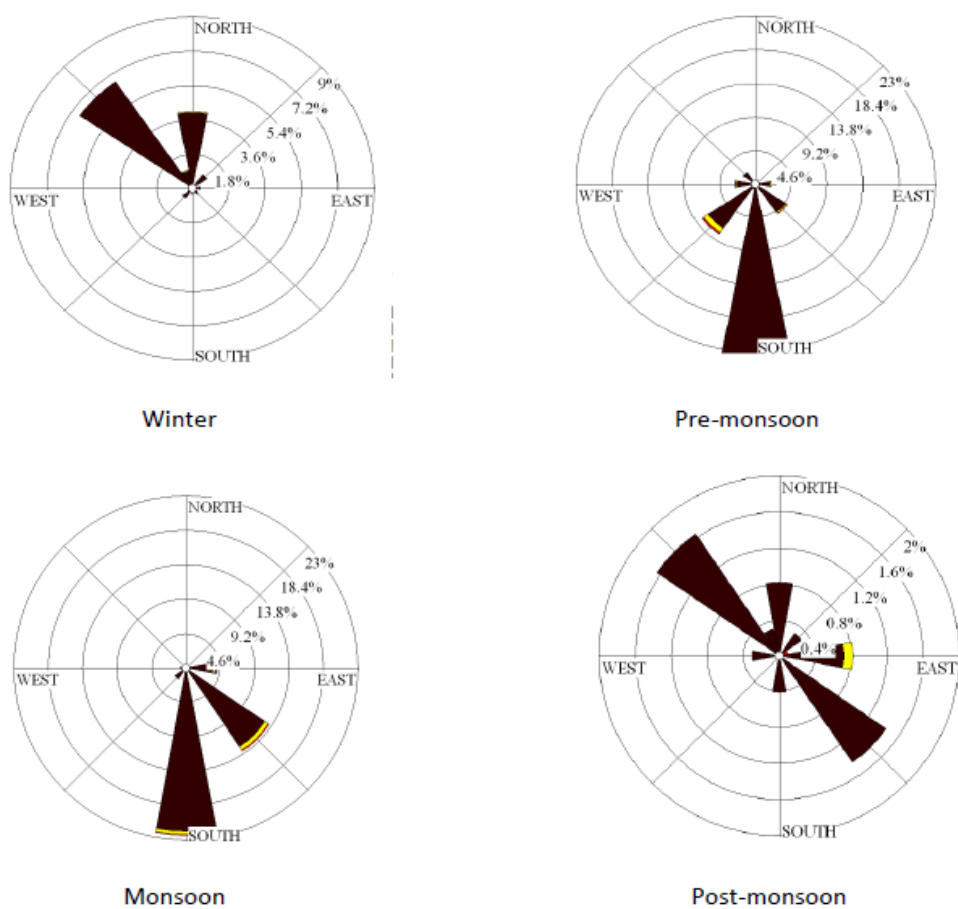 NORTH
9%
7.2%
5.4%
3.6%
1.8%
WEST
EAST
SOUTH
Winter
NORTH
23%
18.4%
13.8%
9.2%
4.6%
WEST
EAST
SOUTH
Pre-monsoon
NORTH
23%
18.4%
13.8%
9.2%
4.6%
WEST
EAST
SOUTH
Monsoon
NORTH
2%
1.6%
1.2%
0.8%
0.4%
WEST
EAST
SOUTH
Post-monsoon